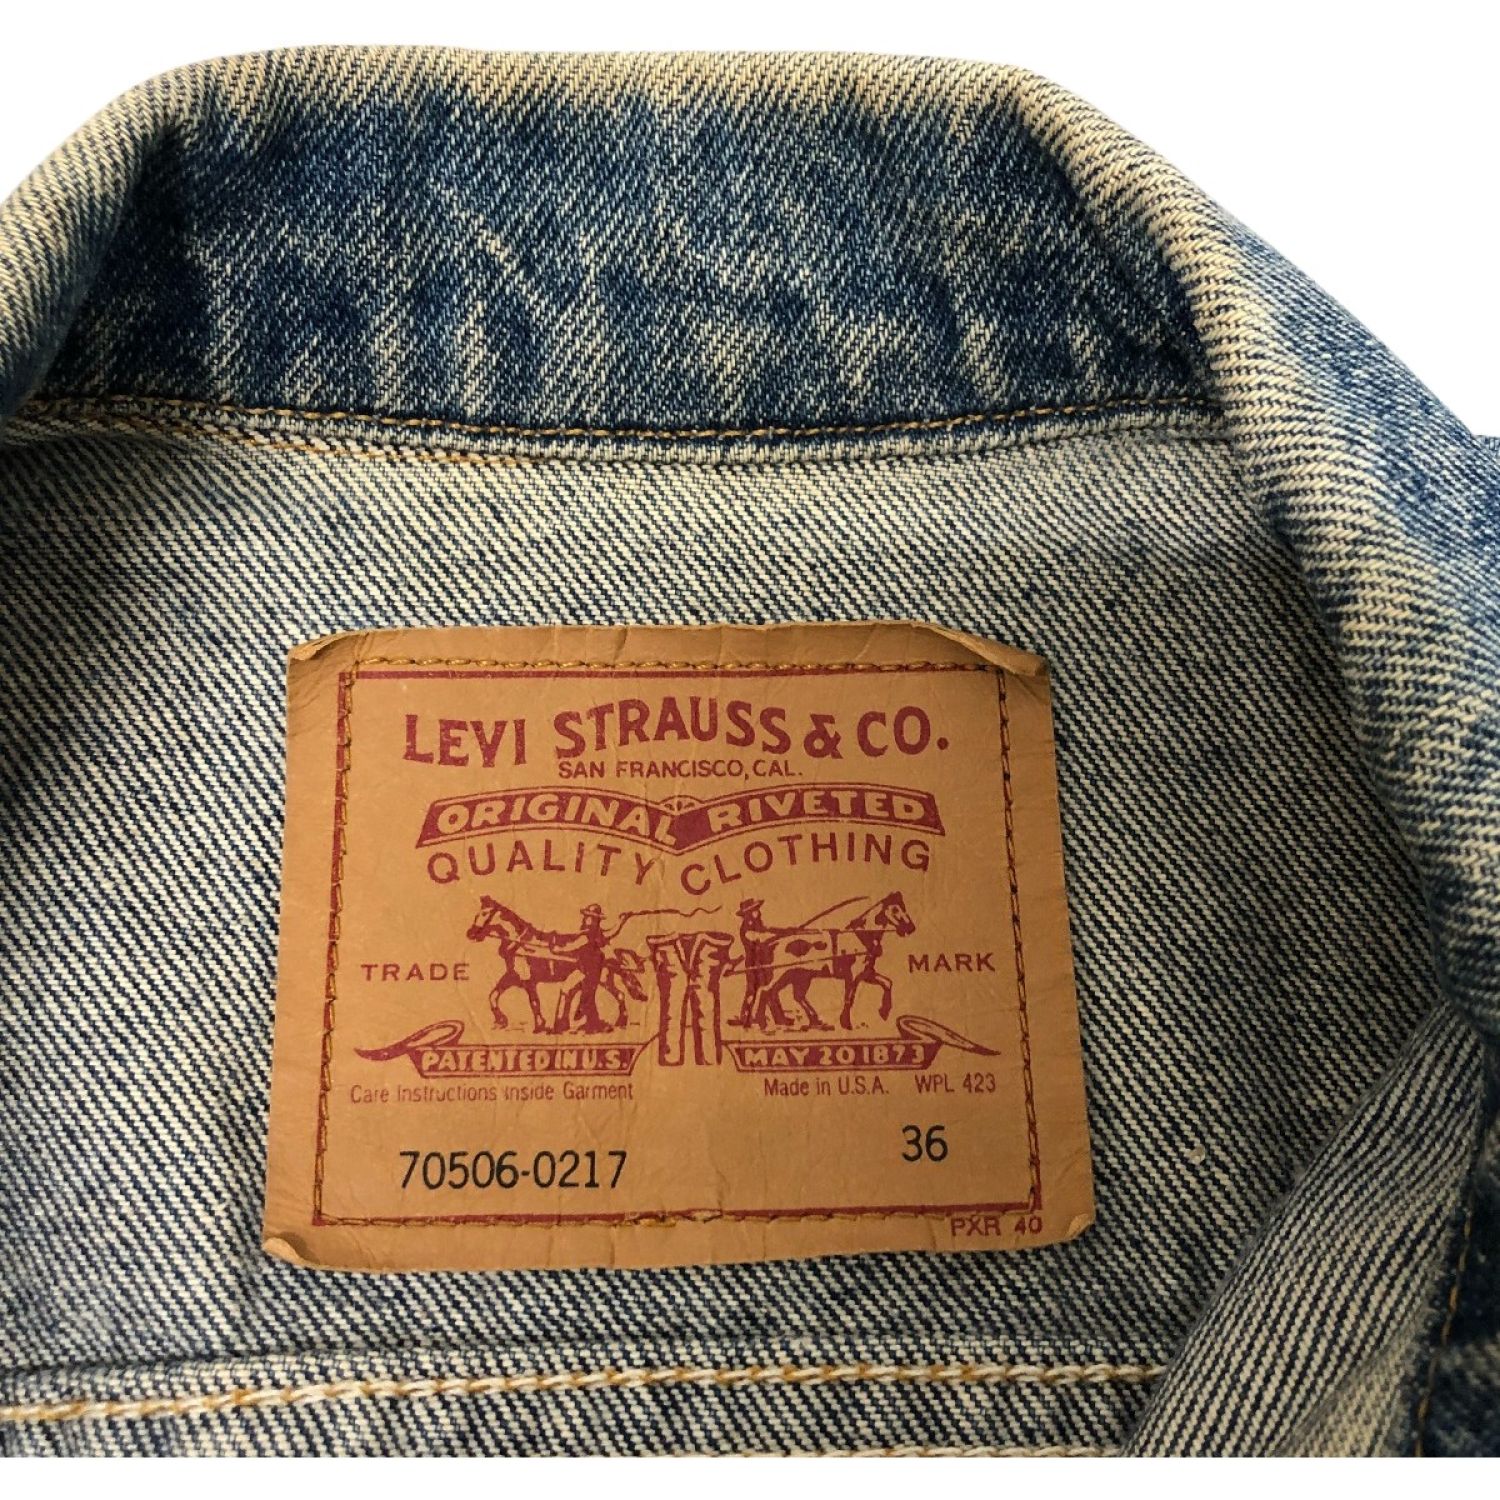 LEVI STRAUSS & CO.
SAN FRANCISCO, CAL.
ORIGINAL RIVETED
QUALITY CLOTHING
TRADE MARK
PATENTED IN U.S. MAY 20 1873
Care Instructions Inside Garment Made in U.S.A. WPL 423
70506-0217 36
PXR 40